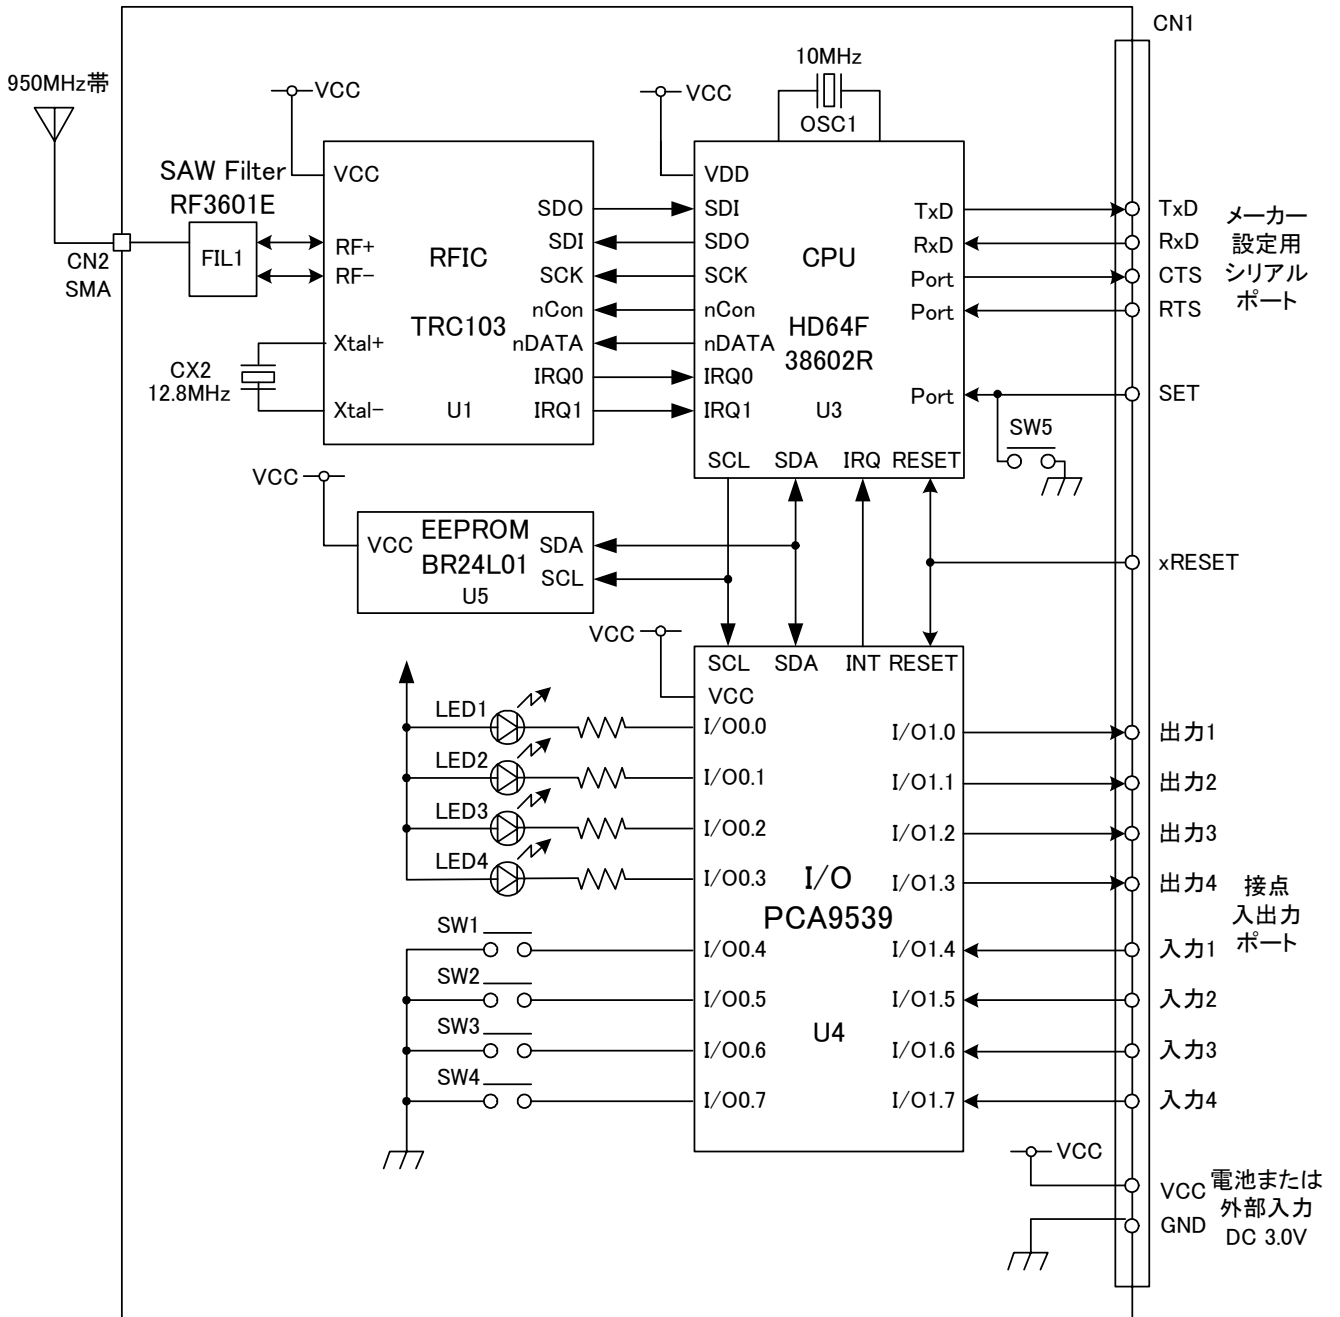 CN1
10MHz
OSC1
950MHz帯
VCC
VCC
SAW Filter
RF3601E
FIL1
CN2
SMA
VCC
RF+
RF−
Xtal+
Xtal−
RFIC
TRC103
U1
SDO
SDI
SCK
nCon
nDATA
IRQ0
IRQ1
CX2
12.8MHz
VDD
SDI
SDO
SCK
nCon
nDATA
IRQ0
IRQ1
CPU
HD64F
38602R
U3
TxD
RxD
Port
Port
Port
SCL
SDA
IRQ
RESET
TxD
RxD
CTS
RTS
メーカー
設定用
シリアル
ポート
SET
SW5
xRESET
VCC
VCC
EEPROM
BR24L01
U5
SDA
SCL
VCC
SCL
SDA
INT
RESET
VCC
LED1
LED2
LED3
LED4
SW1
SW2
SW3
SW4
I/O0.0
I/O0.1
I/O0.2
I/O0.3
I/O0.4
I/O0.5
I/O0.6
I/O0.7
I/O
PCA9539
U4
I/O1.0
I/O1.1
I/O1.2
I/O1.3
I/O1.4
I/O1.5
I/O1.6
I/O1.7
出力1
出力2
出力3
出力4
入力1
入力2
入力3
入力4
接点
入出力
ポート
VCC
VCC
GND
電池または
外部入力
DC 3.0V